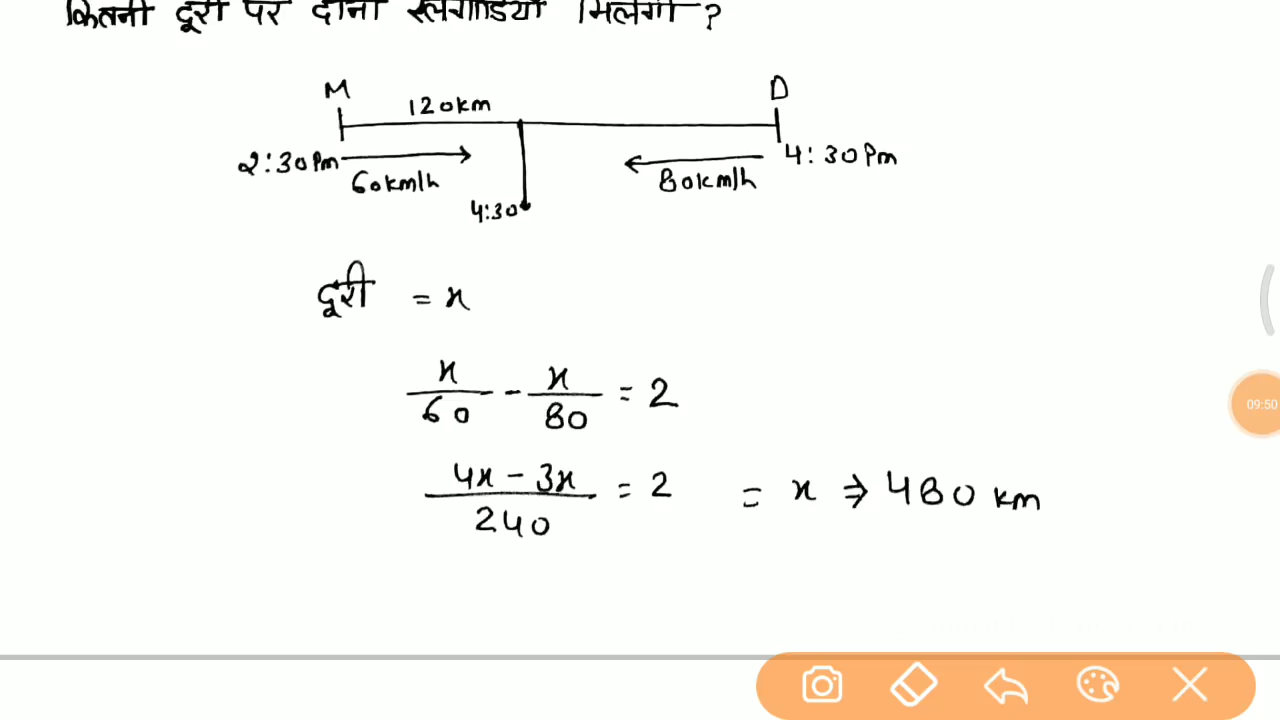 कितनी दूरी पर दोनो रेलगाडियाँ मिलेगी ?
M D
120km
2:30Pm 4:30Pm
60km/h 80km/h
4:30
दूरी = x
x/60 - x/80 = 2
4x - 3x/240 = 2 = x ⇒ 480 km
09:50